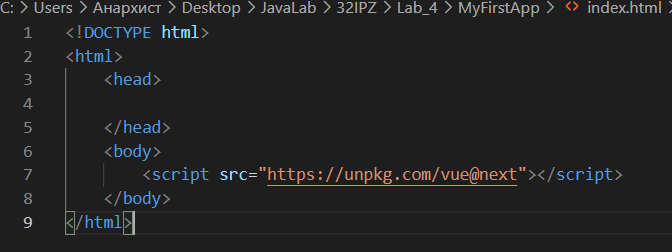 C: > Users > Анархист > Desktop > JavaLab > 32IPZ > Lab_4 > MyFirstApp > <> index.html
1 <!DOCTYPE html>
2 <html>
3 <head>
4
5 </head>
6 <body>
7 <script src="https://unpkg.com/vue@next"></script>
8 </body>
9 </html>